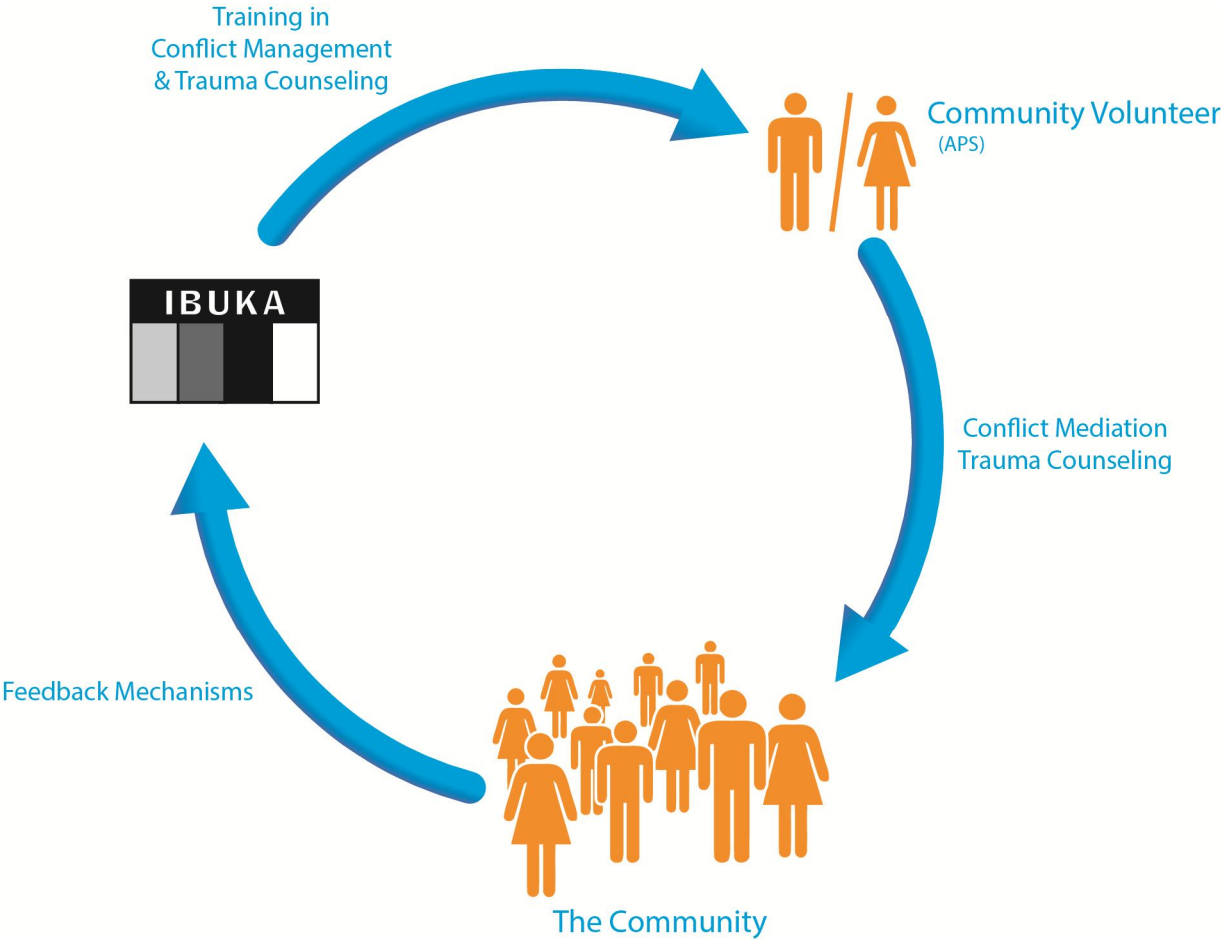 Training in
Conflict Management
& Trauma Counseling
Community Volunteer
(APS)
IBUKA
Conflict Mediation
Trauma Counseling
Feedback Mechanisms
The Community